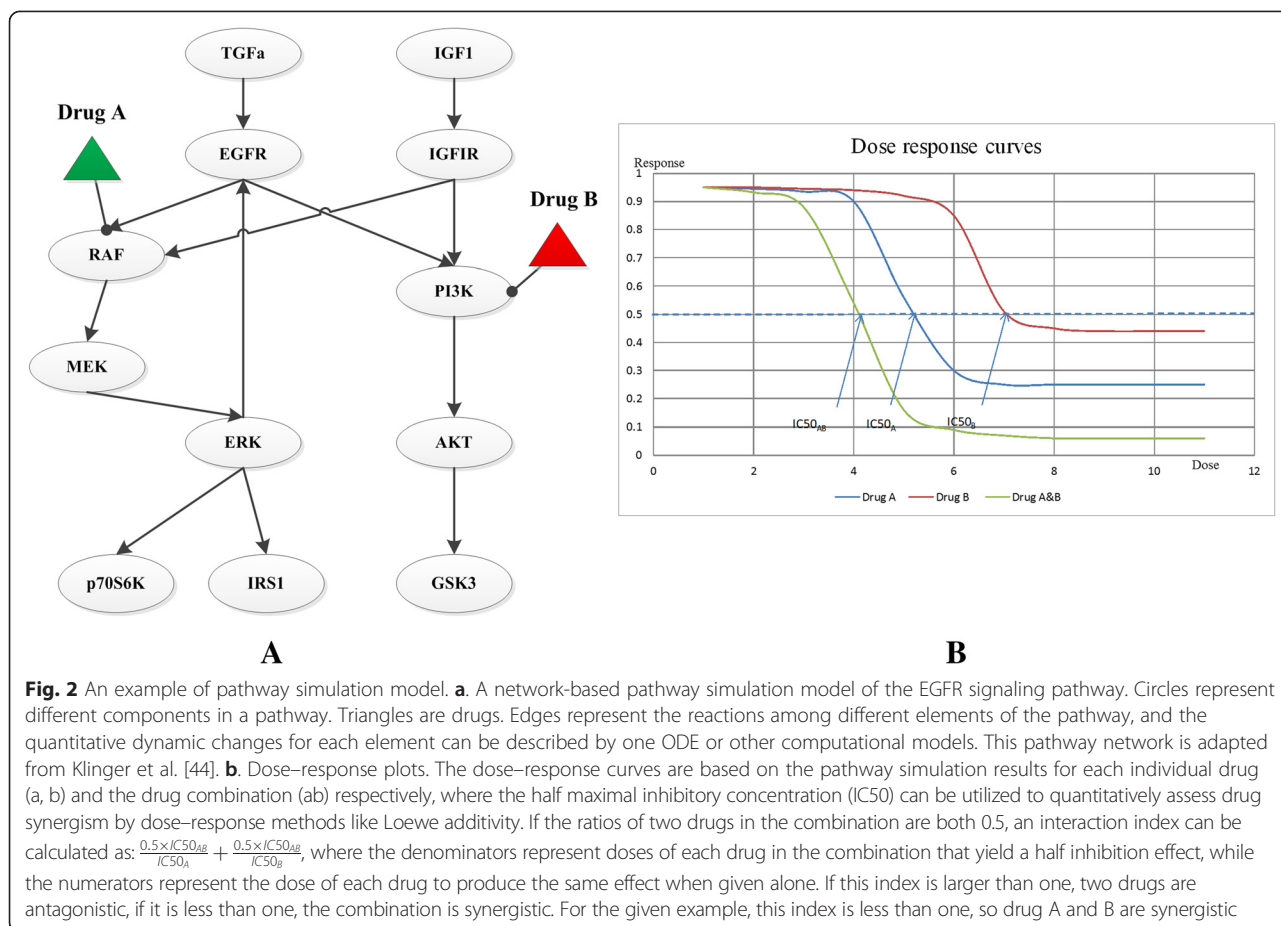 TGFa
IGF1
Drug A
EGFR
IGFIR
Drug B
RAF
PI3K
MEK
ERK
AKT
p70S6K
IRS1
GSK3
A
Dose response curves
Response
1
0.9
0.8
0.7
0.6
0.5
0.4
0.3
0.2
0.1
0
IC50AB
IC50A
IC50B
0
2
4
6
8
10
12
Dose
Drug A
Drug B
Drug A&B
B
Fig. 2 An example of pathway simulation model. a. A network-based pathway simulation model of the EGFR signaling pathway. Circles represent
different components in a pathway. Triangles are drugs. Edges represent the reactions among different elements of the pathway, and the
quantitative dynamic changes for each element can be described by one ODE or other computational models. This pathway network is adapted
from Klinger et al. [44]. b. Dose–response plots. The dose–response curves are based on the pathway simulation results for each individual drug
(a, b) and the drug combination (ab) respectively, where the half maximal inhibitory concentration (IC50) can be utilized to quantitatively assess drug
synergism by dose–response methods like Loewe additivity. If the ratios of two drugs in the combination are both 0.5, an interaction index can be
calculated as: 0.5×IC50AB/IC50A + 0.5×IC50AB/IC50B, where the denominators represent doses of each drug in the combination that yield a half inhibition effect, while
the numerators represent the dose of each drug to produce the same effect when given alone. If this index is larger than one, two drugs are
antagonistic, if it is less than one, the combination is synergistic. For the given example, this index is less than one, so drug A and B are synergistic